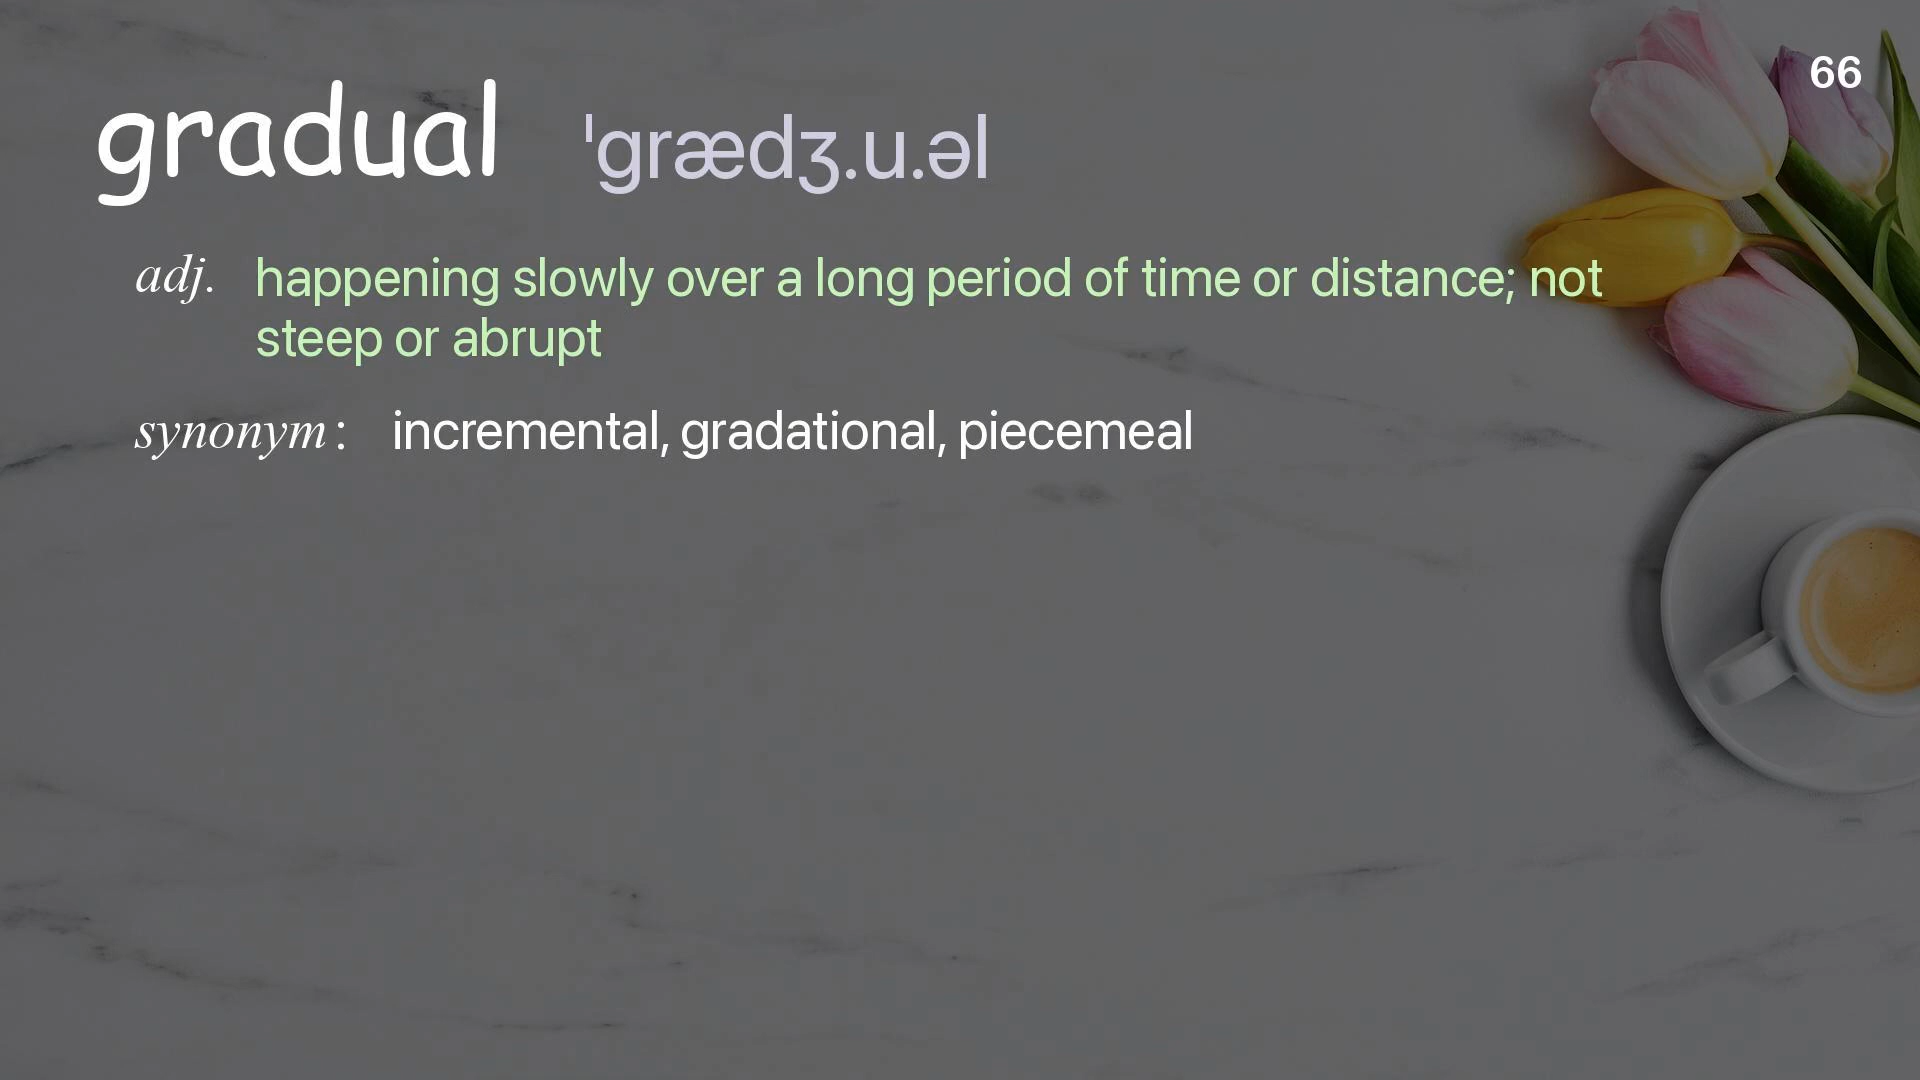 66
gradual ˈɡrædʒ.u.əl
adj. happening slowly over a long period of time or distance; not
steep or abrupt
synonym: incremental, gradational, piecemeal